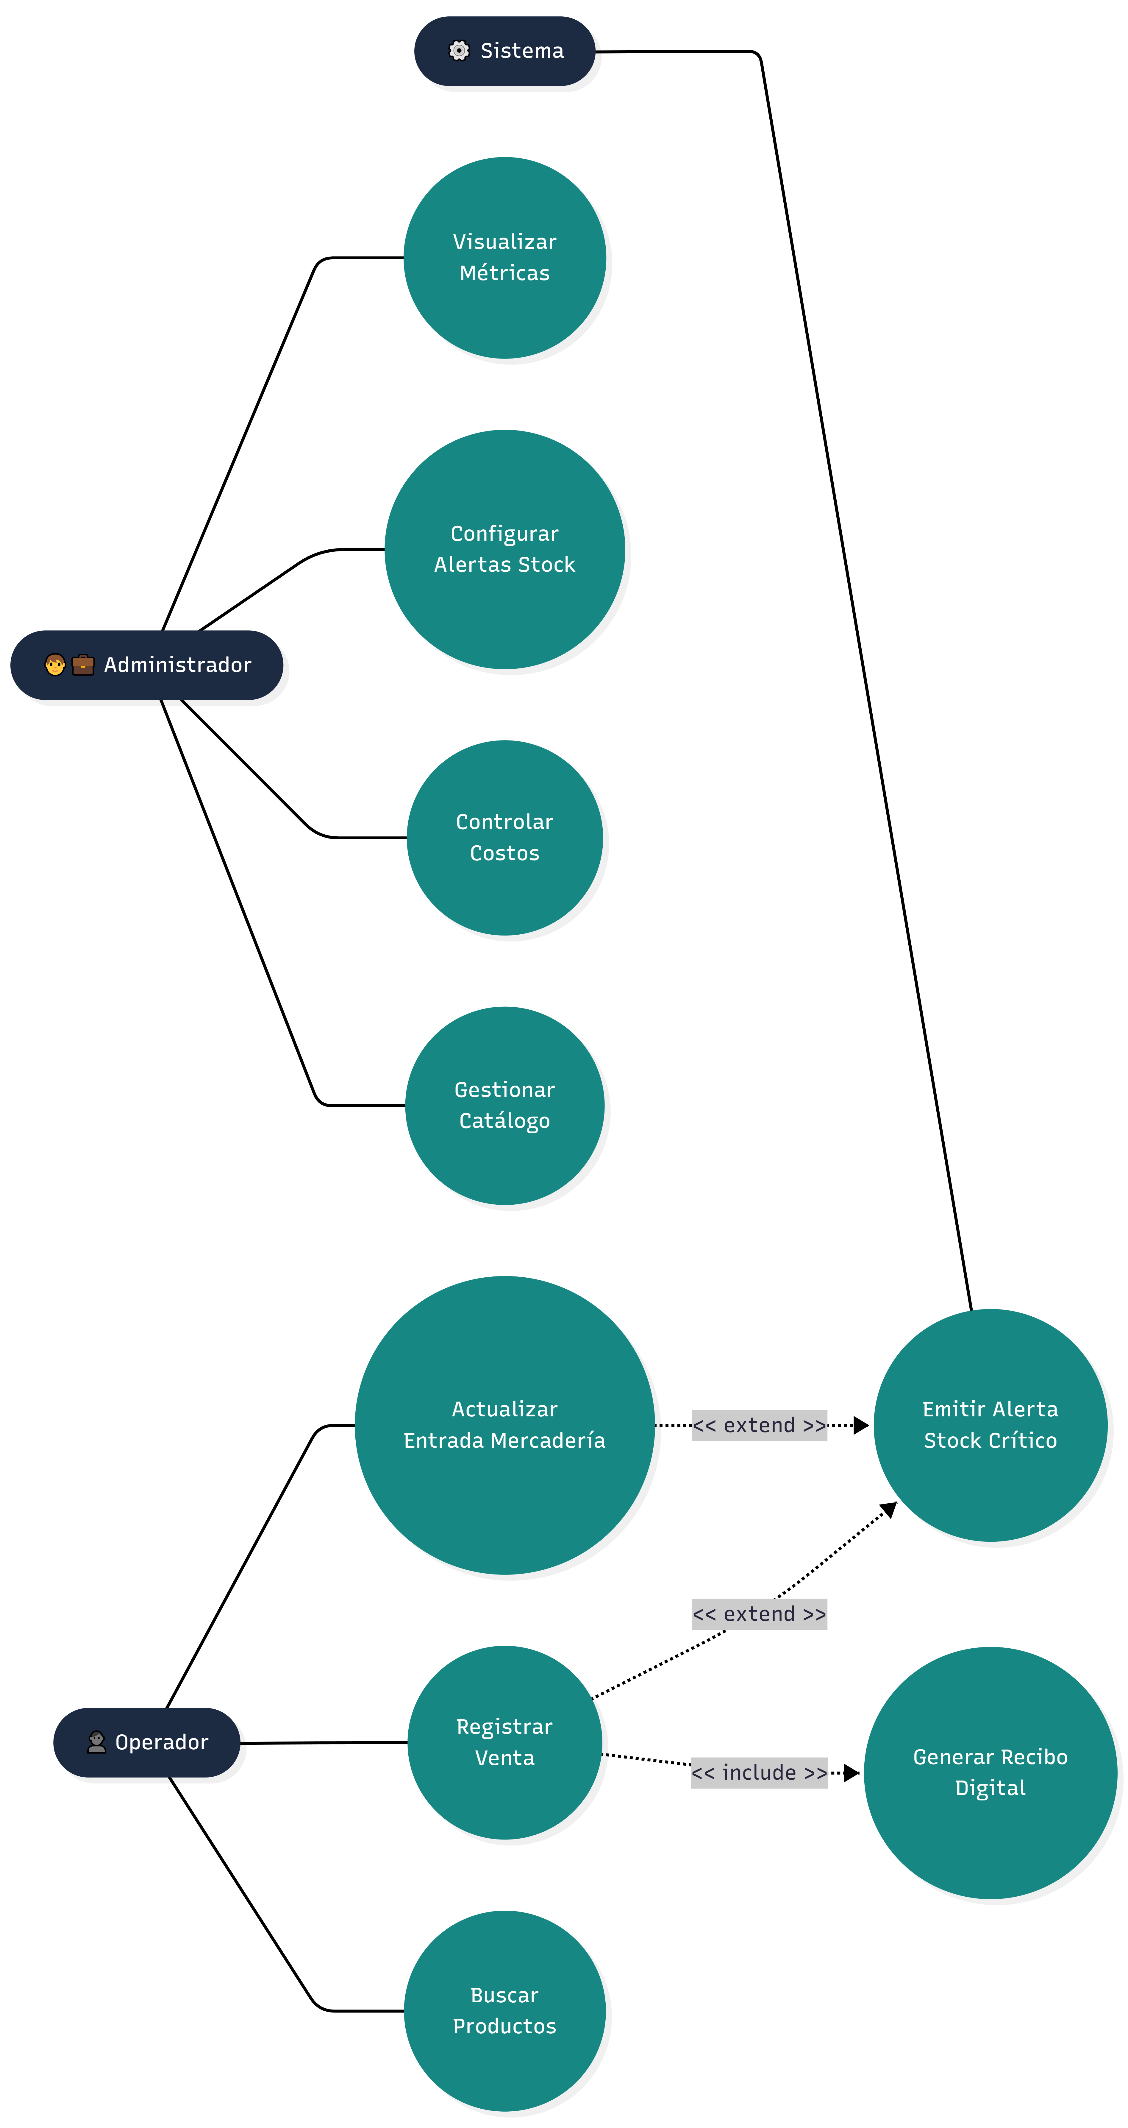 Sistema
Visualizar
Métricas
Configurar
Alertas Stock
Administrador
Controlar
Costos
Gestionar
Catálogo
Actualizar
Entrada Mercadería
<< extend >>
Emitir Alerta
Stock Crítico
<< extend >>
Registrar
Venta
Operador
<< include >>
Generar Recibo
Digital
Buscar
Productos